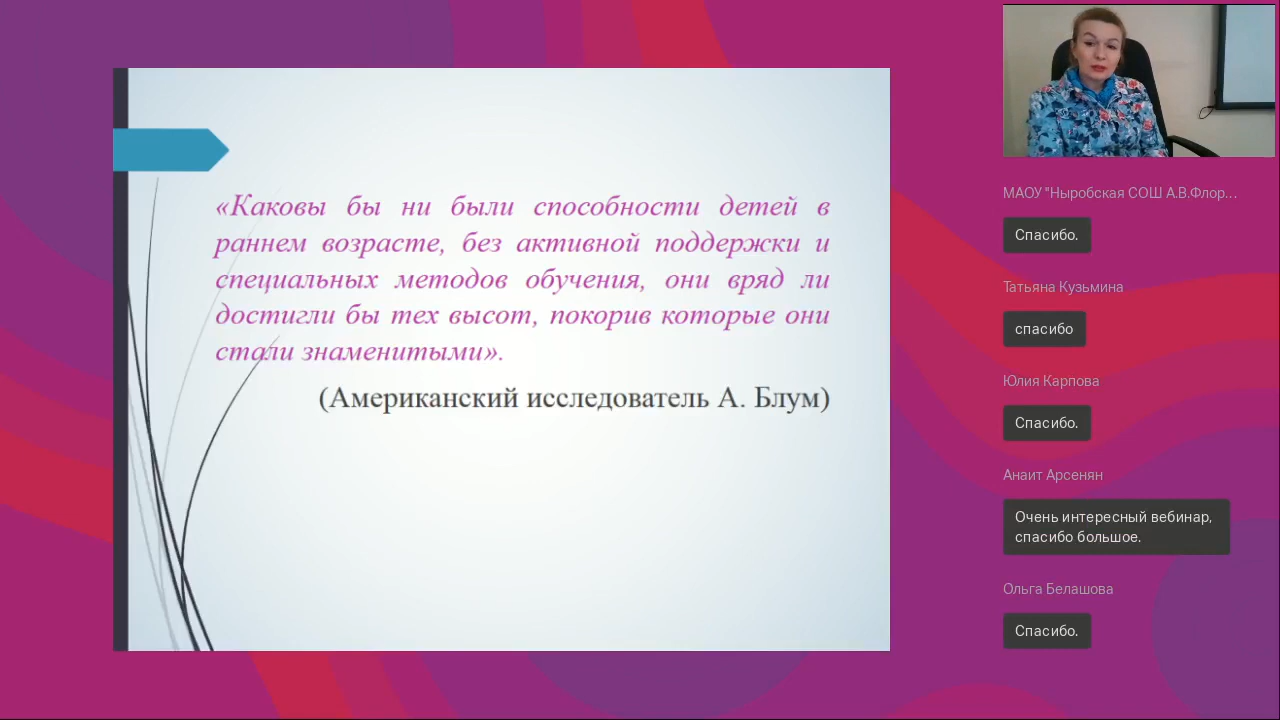 «Каковы бы ни были способности детей в
раннем возрасте, без активной поддержки и
специальных методов обучения, они вряд ли
достигли бы тех высот, покорив которые они
стали знаменитыми».
(Американский исследователь А. Блум)
МАОУ "Ныробская СОШ А.В.Флор...
Спасибо.
Татьяна Кузьмина
спасибо
Юлия Карпова
Спасибо.
Анаит Арсенян
Очень интересный вебинар,
спасибо большое.
Ольга Белашова
Спасибо.